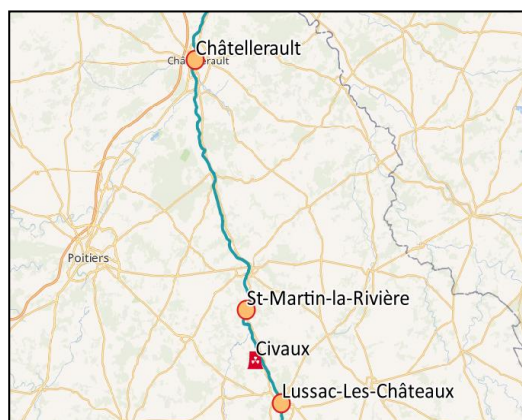 Châtellerault
Châtellerault
Poitiers
St-Martin-la-Rivière
Civaux
Lussac-Les-Châteaux